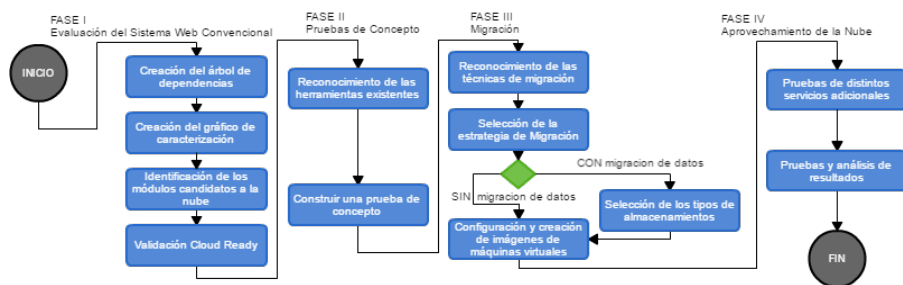 FASE I
Evaluación del Sistema Web Convencional
INICIO
Creación del árbol de
dependencias
Creación del gráfico de
caracterización
Identificación de los
módulos candidatos a la
nube
Validación Cloud Ready
FASE II
Pruebas de Concepto
Reconocimiento de las
herramientas existentes
Construir una prueba de
concepto
FASE III
Migración
Reconocimiento de las
técnicas de migración
Selección de la
estrategia de Migración
CON migracion de datos
SIN migracion de datos
Selección de los tipos de
almacenamientos
Configuración y creación
de imágenes de
máquinas virtuales
FASE IV
Aprovechamiento de la Nube
Pruebas de distintos
servicios adicionales
Pruebas y análisis de
resultados
FIN